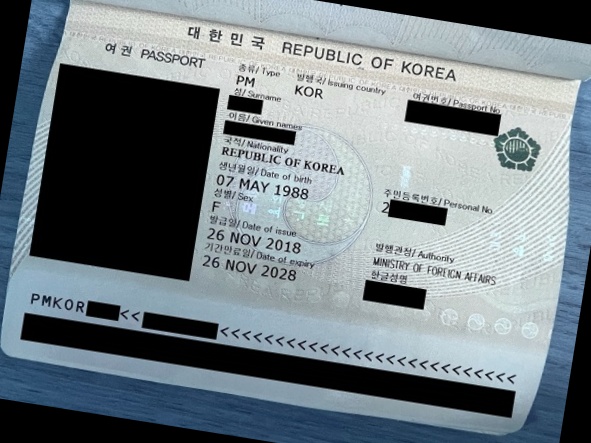 대한민국 REPUBLIC OF KOREA
여권 PASSPORT
종류/Type
PM
발행국/Issuing country
KOR
여권번호/Passport No
성/Surname
이름/Given names
국적/Nationality
REPUBLIC OF KOREA
생년월일/Date of birth
07 MAY 1988
주민등록번호/Personal No
2
성별/Sex
F
발급일/Date of issue
26 NOV 2018
발행관청/Authority
MINISTRY OF FOREIGN AFFAIRS
기간만료일/Date of expiry
26 NOV 2028
한글성명
PMKOR << <<<<<<<<<<<<<<<<<<<<<<<<<<<